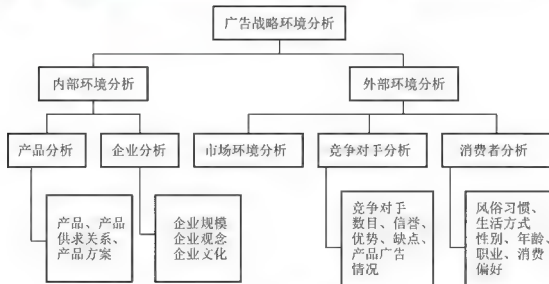 广告战略环境分析
内部环境分析
外部环境分析
产品分析
企业分析
市场环境分析
竞争对手分析
消费者分析
产品、产品
供求关系、
产品方案
企业规模
企业观念
企业文化
竞争对手
数目、信誉、
优势、缺点、
产品广告
情况
风俗习惯、
生活方式
性别、年龄、
职业、消费
偏好